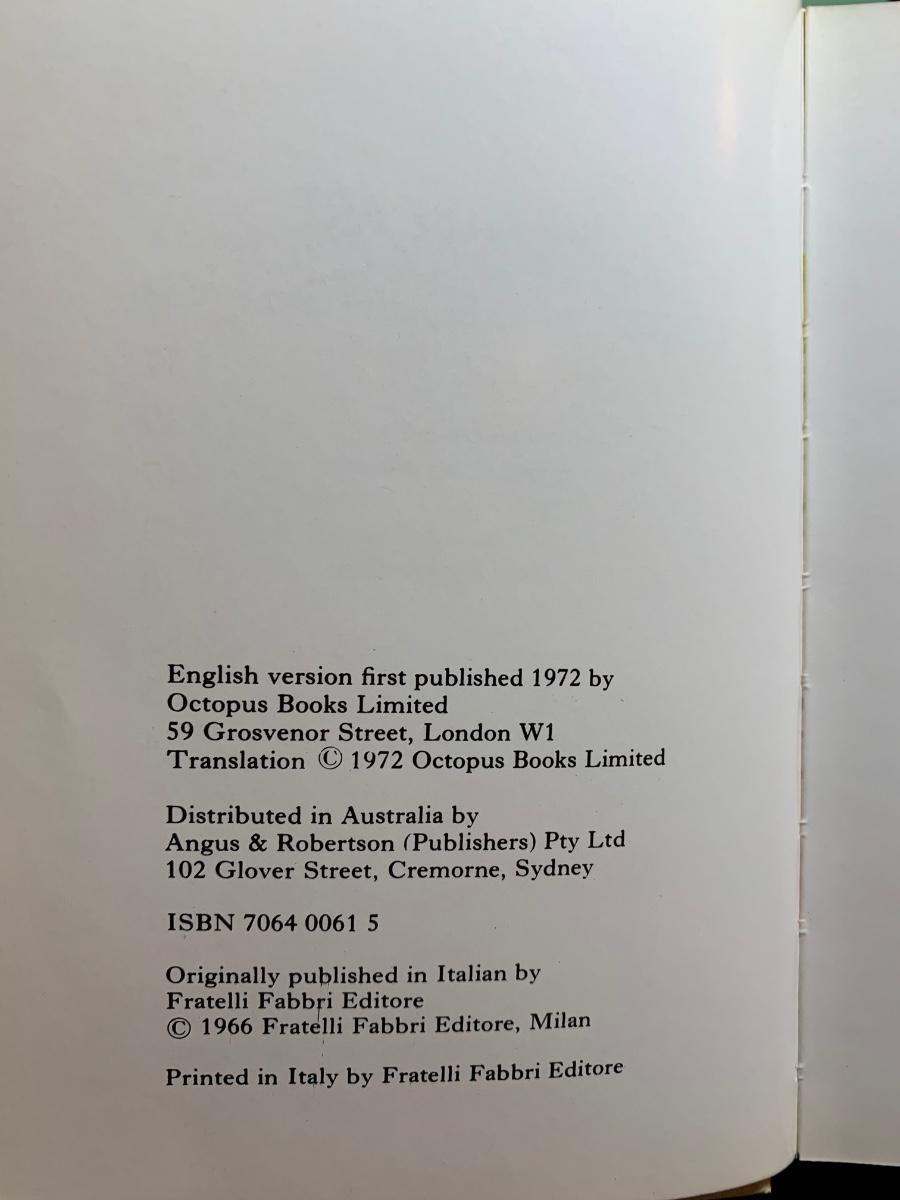 English version first published 1972 by
Octopus Books Limited
59 Grosvenor Street, London W1
Translation © 1972 Octopus Books Limited
Distributed in Australia by
Angus & Robertson (Publishers) Pty Ltd
102 Glover Street, Cremorne, Sydney
ISBN 7064 0061 5
Originally published in Italian by
Fratelli Fabbri Editore
© 1966 Fratelli Fabbri Editore, Milan
Printed in Italy by Fratelli Fabbri Editore